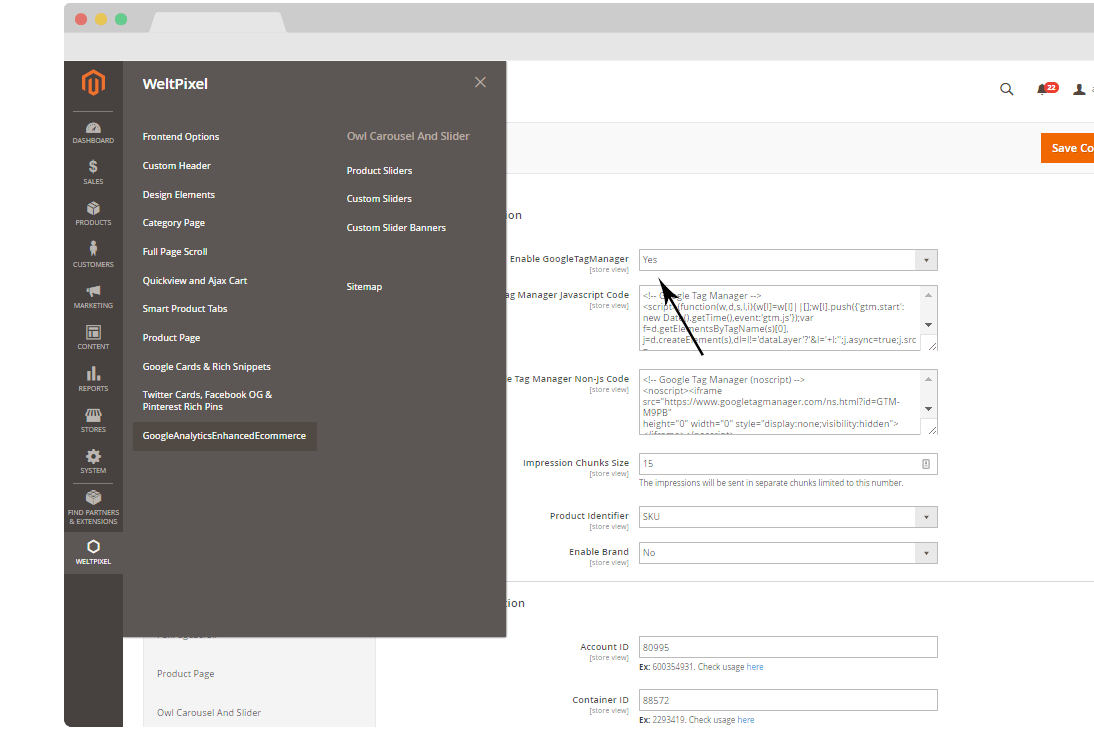 WeltPixel
22
DASHBOARD
SALES
PRODUCTS
CUSTOMERS
MARKETING
CONTENT
REPORTS
STORES
SYSTEM
FIND PARTNERS
& EXTENSIONS
WELTPIXEL
Frontend Options
Custom Header
Design Elements
Category Page
Full Page Scroll
Quickview and Ajax Cart
Smart Product Tabs
Product Page
Google Cards & Rich Snippets
Twitter Cards, Facebook OG &
Pinterest Rich Pins
GoogleAnalyticsEnhancedEcommerce
Owl Carousel And Slider
Product Sliders
Custom Sliders
Custom Slider Banners
Sitemap
Product Page
Owl Carousel And Slider
Save Co
ion
Enable GoogleTagManager
[store view]
Yes
ag Manager Javascript Code
[store view]
<!-- Google Tag Manager -->
(function(w,d,s,l,i){w[l]=w[l]||[];w[l].push({'gtm.start':
new Date().getTime(),event:'gtm.js'});var
f=d.getElementsByTagName(s)[0],
j=d.createElement(s),dl=l!='dataLayer'?'&l='+l:'';j.async=true;j.src
e Tag Manager Non-Js Code
[store view]
<!-- Google Tag Manager (noscript) -->
<noscript><iframe
src="https://www.googletagmanager.com/ns.html?id=GTM-
M9PB"
height="0" width="0" style="display:none;visibility:hidden">
</iframe></noscript>
Impression Chunks Size
[store view]
15
The impressions will be sent in separate chunks limited to this number.
Product Identifier
[store view]
SKU
Enable Brand
[store view]
No
tion
Account ID
[store view]
80995
Ex: 600354931. Check usage here
Container ID
[store view]
88572
Ex: 2293419. Check usage here